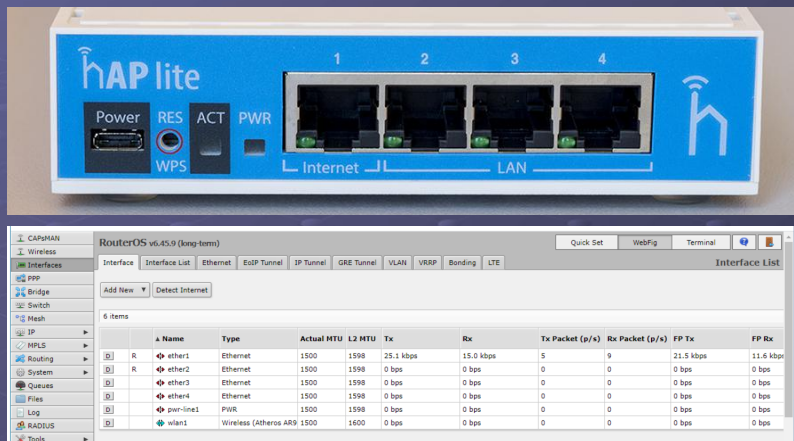 1 2 3 4
hAP lite
Power RES ACT PWR
WPS
Internet LAN
CAPsMAN
Wireless
Interfaces
PPP
Bridge
Switch
Mesh
IP
MPLS
Routing
System
Queues
Files
Log
RADIUS
Tools
RouterOS v6.45.9 (long-term) Quick Set WebFig Terminal
Interface Interface List Ethernet EoIP Tunnel IP Tunnel GRE Tunnel VLAN VRRP Bonding LTE Interface List
Add New ▼ Detect Internet
6 items
▲ Name Type Actual MTU L2 MTU Tx Rx Tx Packet (p/s) Rx Packet (p/s) FP Tx FP Rx
D R ether1 Ethernet 1500 1598 25.1 kbps 15.0 kbps 5 9 21.5 kbps 11.6 kbps
D R ether2 Ethernet 1500 1598 0 bps 0 bps 0 0 0 bps 0 bps
D ether3 Ethernet 1500 1598 0 bps 0 bps 0 0 0 bps 0 bps
D ether4 Ethernet 1500 1598 0 bps 0 bps 0 0 0 bps 0 bps
D pwr-line1 PWR 1500 1598 0 bps 0 bps 0 0 0 bps 0 bps
D wlan1 Wireless (Atheros AR9 1500 1600 0 bps 0 bps 0 0 0 bps 0 bps